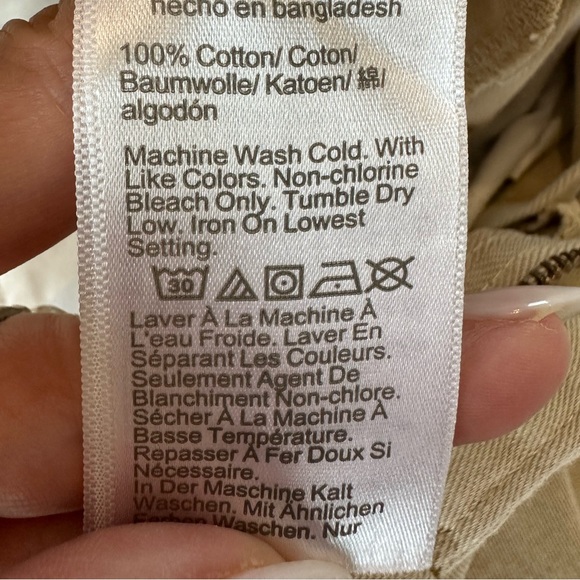 hecho en bangladesh
100% Cotton/ Coton/
Baumwolle/ Katoen/ 綿/
algodón
Machine Wash Cold. With
Like Colors. Non-chlorine
Bleach Only. Tumble Dry
Low. Iron On Lowest
Setting.
30
Laver À La Machine À
L'eau Froide. Laver En
Séparant Les Couleurs.
Seulement Agent De
Blanchiment Non-chlore.
Sécher À La Machine À
Basse Température.
Repasser À Fer Doux Si
Nécessaire.
In Der Maschine Kalt
Waschen. Mit Ähnlichen
Farben Waschen. Nur